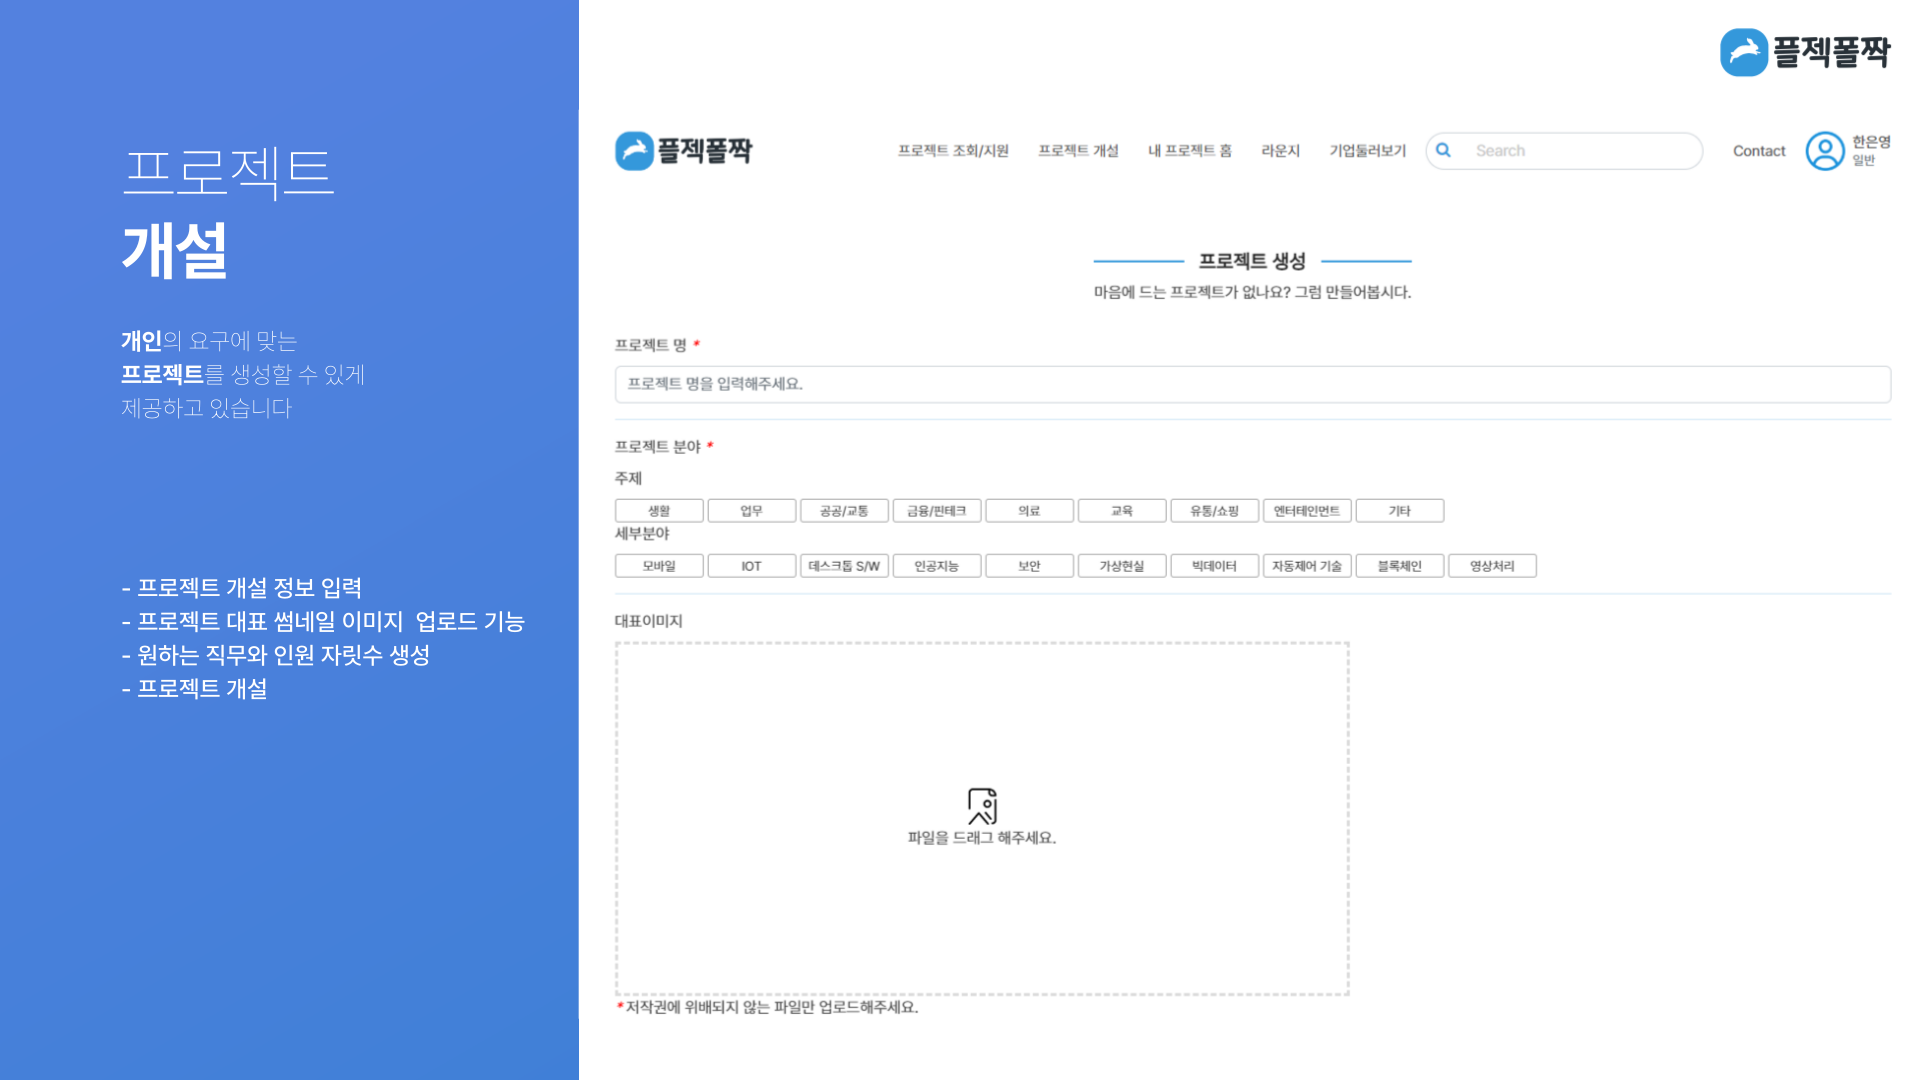 프로젝트
개설
개인의 요구에 맞는
프로젝트를 생성할 수 있게
제공하고 있습니다
- 프로젝트 개설 정보 입력
- 프로젝트 대표 썸네일 이미지 업로드 기능
- 원하는 직무와 인원 자릿수 생성
- 프로젝트 개설
플젝폴짝
플젝폴짝 프로젝트 조회/지원 프로젝트 개설 내 프로젝트 홈 라운지 기업둘러보기 Search Contact 한은영
일반
프로젝트 생성
마음에 드는 프로젝트가 없나요? 그럼 만들어봅시다.
프로젝트 명 *
프로젝트 명을 입력해주세요.
프로젝트 분야 *
주제
생활 업무 공공/교통 금융/핀테크 의료 교육 유통/쇼핑 엔터테인먼트 기타
세부분야
모바일 IOT 데스크톱 S/W 인공지능 보안 가상현실 빅데이터 자동제어 기술 블록체인 영상처리
대표이미지
파일을 드래그 해주세요.
*저작권에 위배되지 않는 파일만 업로드해주세요.